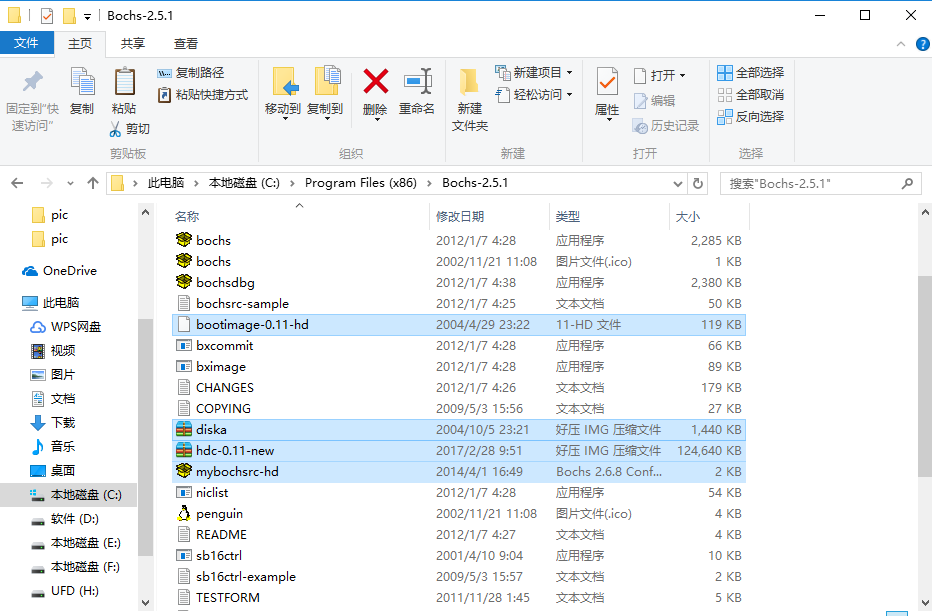 Bochs-2.5.1
文件 主页 共享 查看
固定到"快速访问"
复制
粘贴
复制路径
粘贴快捷方式
剪切
剪贴板
移动到 复制到 删除 重命名
组织
新建文件夹
新建项目
轻松访问
新建
属性
打开
编辑
历史记录
打开
全部选择
全部取消
反向选择
选择
此电脑 本地磁盘 (C:) Program Files (x86) Bochs-2.5.1
搜索"Bochs-2.5.1"
pic
pic
OneDrive
此电脑
WPS网盘
视频
图片
文档
下载
音乐
桌面
本地磁盘 (C:)
软件 (D:)
本地磁盘 (E:)
本地磁盘 (F:)
UFD (H:)
名称 修改日期 类型 大小
bochs 2012/1/7 4:28 应用程序 2,285 KB
bochs 2002/11/21 11:08 图片文件(.ico) 1 KB
bochsdbg 2012/1/7 4:38 应用程序 2,380 KB
bochsrc-sample 2012/1/7 4:25 文本文档 50 KB
bootimage-0.11-hd 2004/4/29 23:22 11-HD 文件 119 KB
bxcommit 2012/1/7 4:28 应用程序 66 KB
bximage 2012/1/7 4:28 应用程序 89 KB
CHANGES 2012/1/7 4:26 文本文档 179 KB
COPYING 2009/5/3 15:56 文本文档 27 KB
diska 2004/10/5 23:21 好压 IMG 压缩文件 1,440 KB
hdc-0.11-new 2017/2/28 9:51 好压 IMG 压缩文件 124,640 KB
mybochsrc-hd 2014/4/1 16:49 Bochs 2.6.8 Conf... 2 KB
niclist 2012/1/7 4:28 应用程序 54 KB
penguin 2002/11/21 11:08 图片文件(.ico) 4 KB
README 2012/1/7 4:27 文本文档 4 KB
sb16ctrl 2001/4/10 9:04 应用程序 10 KB
sb16ctrl-example 2009/5/3 15:57 文本文档 2 KB
TESTFORM 2011/11/28 1:45 文本文档 5 KB